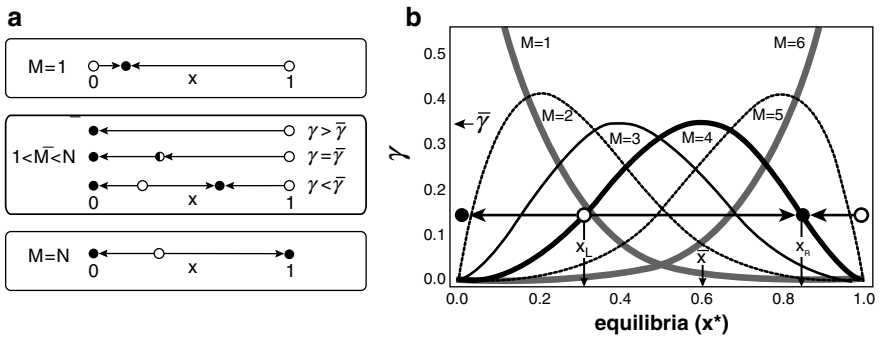 a
M=1
0 x 1
1<M<N
γ>γ̄
γ=γ̄
γ<γ̄
0 x 1
M=N
0 x 1
b
γ
0.5
0.4
0.3
0.2
0.1
0.0
M=1
M=6
M=2
M=5
M=3
M=4
γ̄
x_L
x̄
x_R
0.0 0.2 0.4 0.6 0.8 1.0
equilibria (x*)